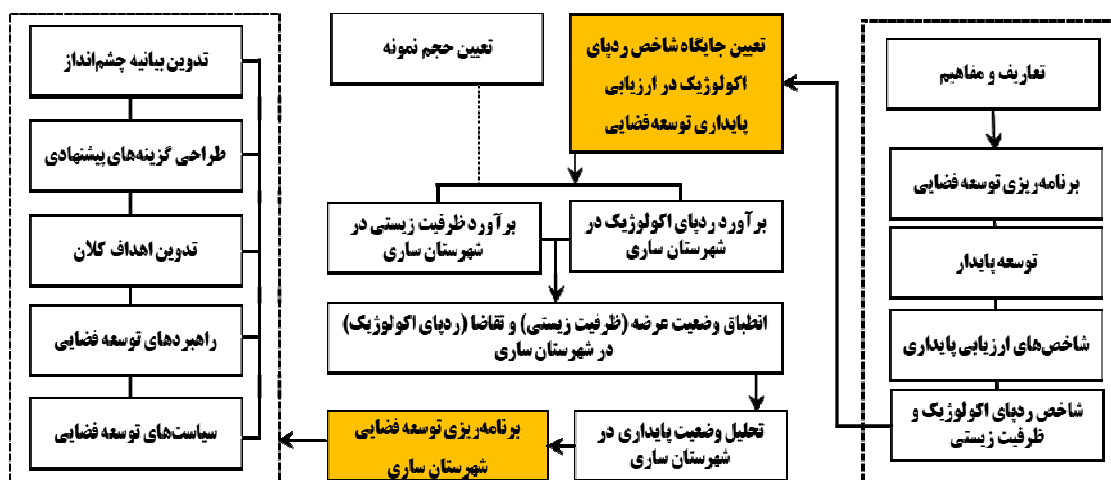 تعاریف و مفاهیم
برنامه‌ریزی توسعه فضایی
توسعه پایدار
شاخص‌های ارزیابی پایداری
شاخص ردپای اکولوژیک و
ظرفیت زیستی
تعیین جایگاه شاخص ردپای
اکولوژیک در ارزیابی
پایداری توسعه فضایی
تعیین حجم نمونه
برآورد ردپای اکولوژیک در
شهرستان ساری
برآورد ظرفیت زیستی در
شهرستان ساری
انطباق وضعیت عرضه (ظرفیت زیستی) و تقاضا (ردپای اکولوژیک)
در شهرستان ساری
تحلیل وضعیت پایداری در
شهرستان ساری
برنامه‌ریزی توسعه فضایی
شهرستان ساری
تدوین بیانیه چشم‌انداز
طراحی گزینه‌های پیشنهادی
تدوین اهداف کلان
راهبردهای توسعه فضایی
سیاست‌های توسعه فضایی